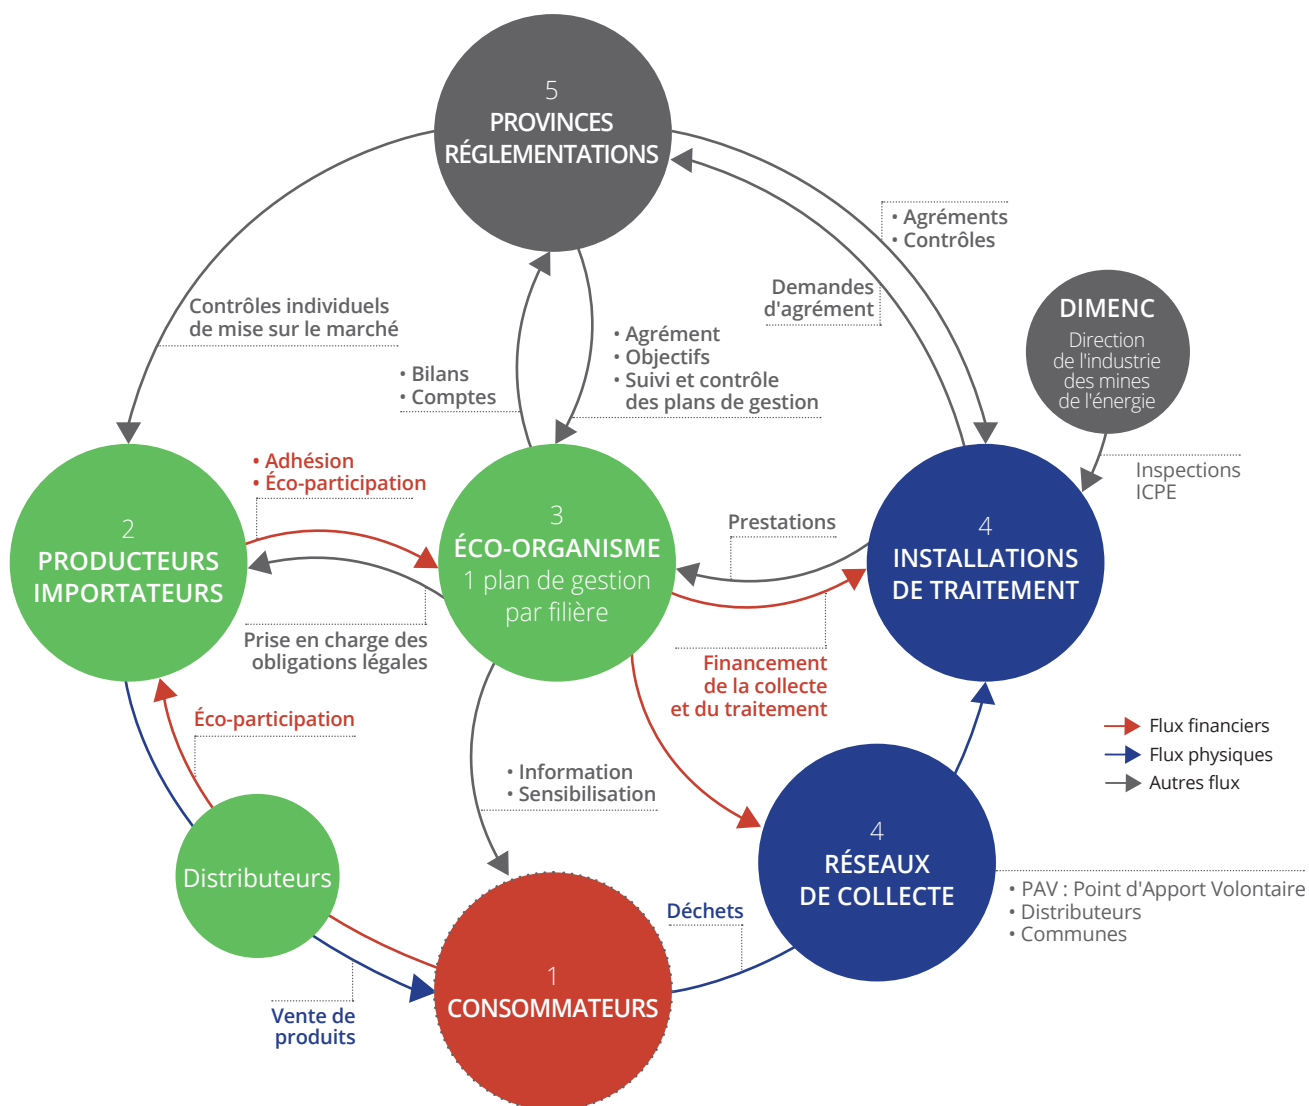 5
PROVINCES
RÉGLEMENTATIONS
• Agréments
• Contrôles
Demandes
d'agrément
DIMENC
Direction
de l'industrie
des mines
de l'énergie
Inspections
ICPE
Contrôles individuels
de mise sur le marché
• Bilans
• Comptes
• Agrément
• Objectifs
• Suivi et contrôle
des plans de gestion
• Adhésion
• Éco-participation
2
PRODUCTEURS
IMPORTATEURS
3
ÉCO-ORGANISME
1 plan de gestion
par filière
Prestations
4
INSTALLATIONS
DE TRAITEMENT
Prise en charge des
obligations légales
Financement
de la collecte
et du traitement
Éco-participation
• Information
• Sensibilisation
Flux financiers
Flux physiques
Autres flux
Distributeurs
4
RÉSEAUX
DE COLLECTE
• PAV : Point d'Apport Volontaire
• Distributeurs
• Communes
Déchets
1
CONSOMMATEURS
Vente de
produits